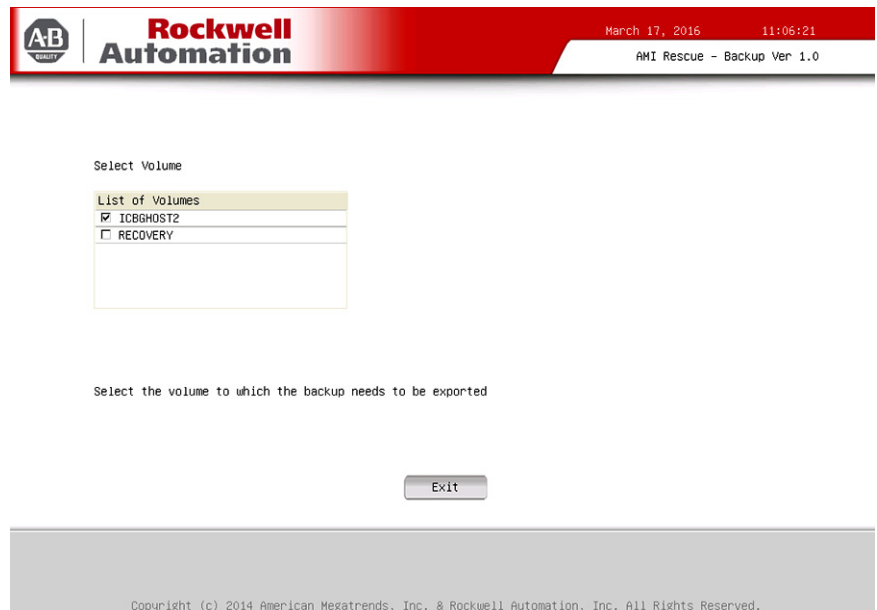 A·B
QUALITY
Rockwell
Automation
March 17, 2016 11:06:21
AMI Rescue - Backup Ver 1.0
Select Volume
List of Volumes
ICBGHOST2
RECOVERY
Select the volume to which the backup needs to be exported
Exit
Copyright (c) 2014 American Megatrends, Inc. & Rockwell Automation, Inc. All Rights Reserved.